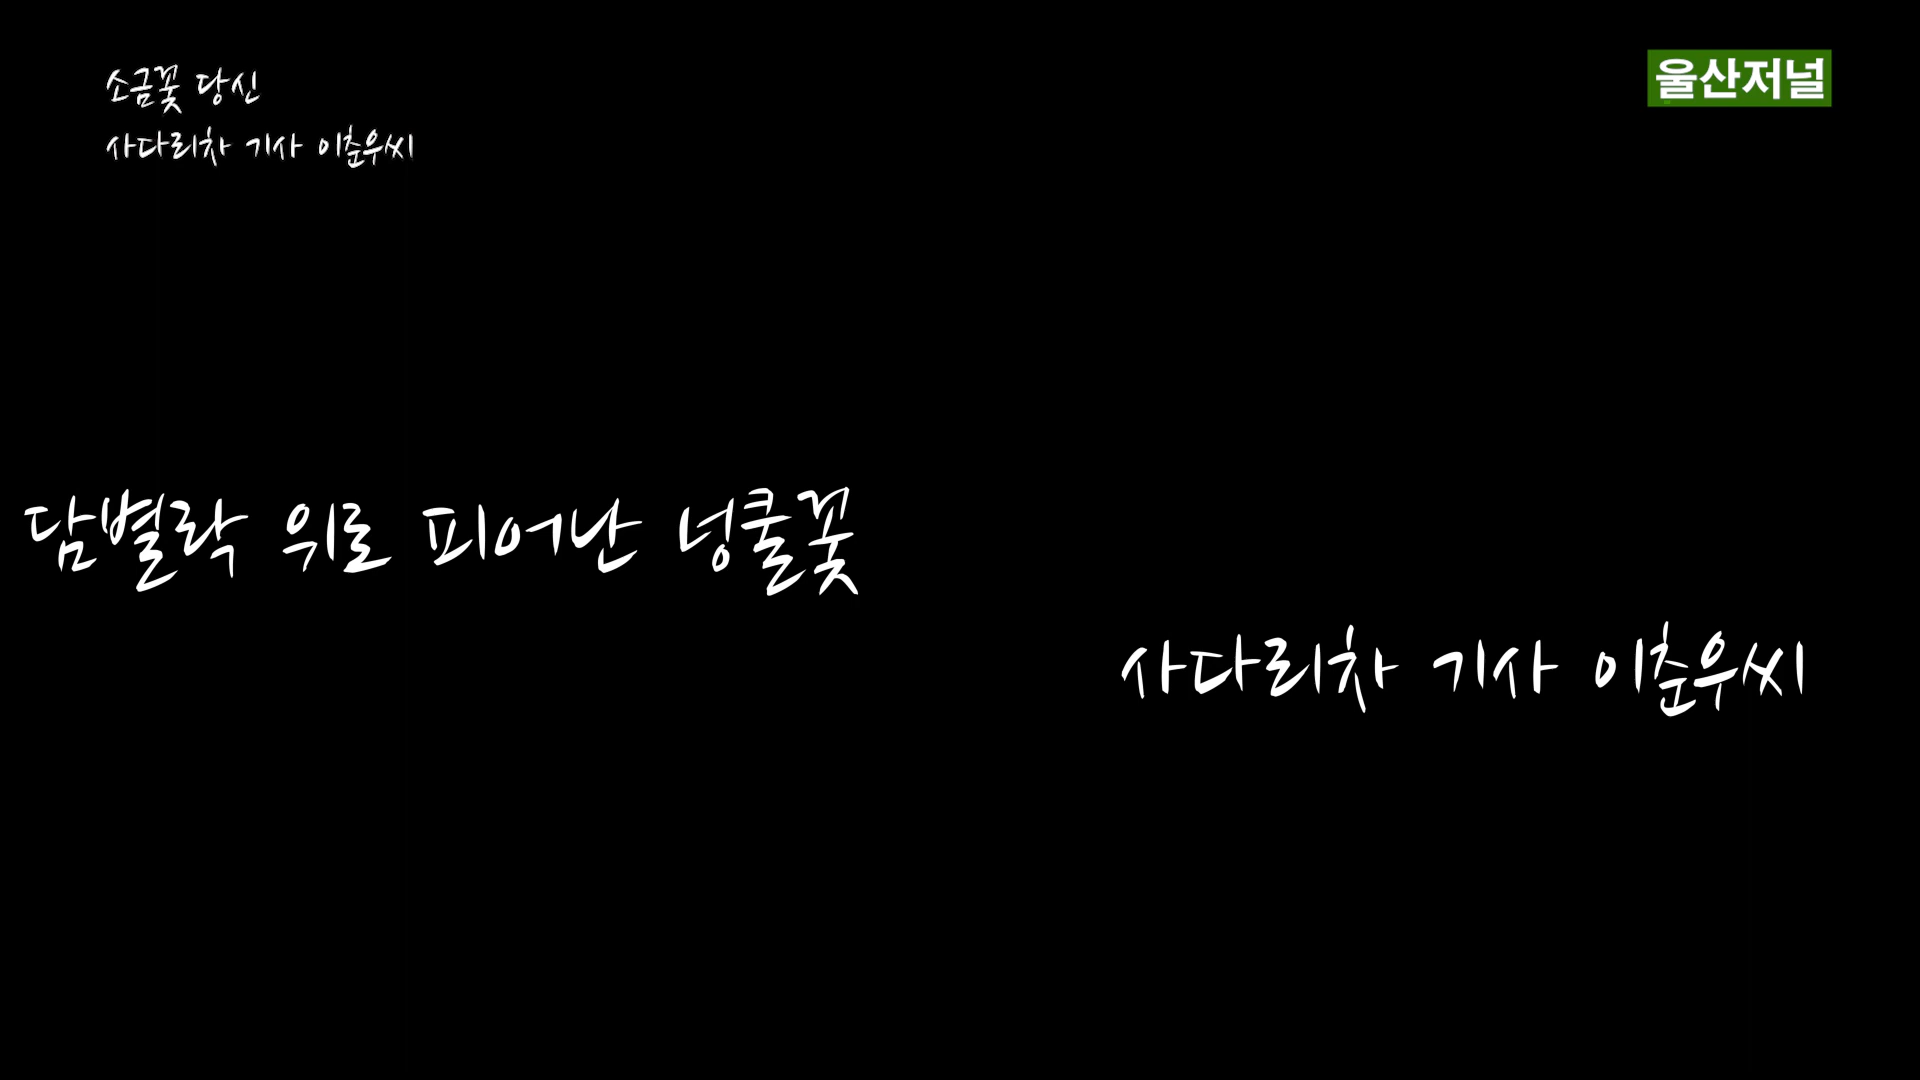 소금꽃 당신
사다리차 기사 이춘우씨
울산저널
담별락 위로 피어난 넝쿨꽃
사다리차 기사 이춘우씨